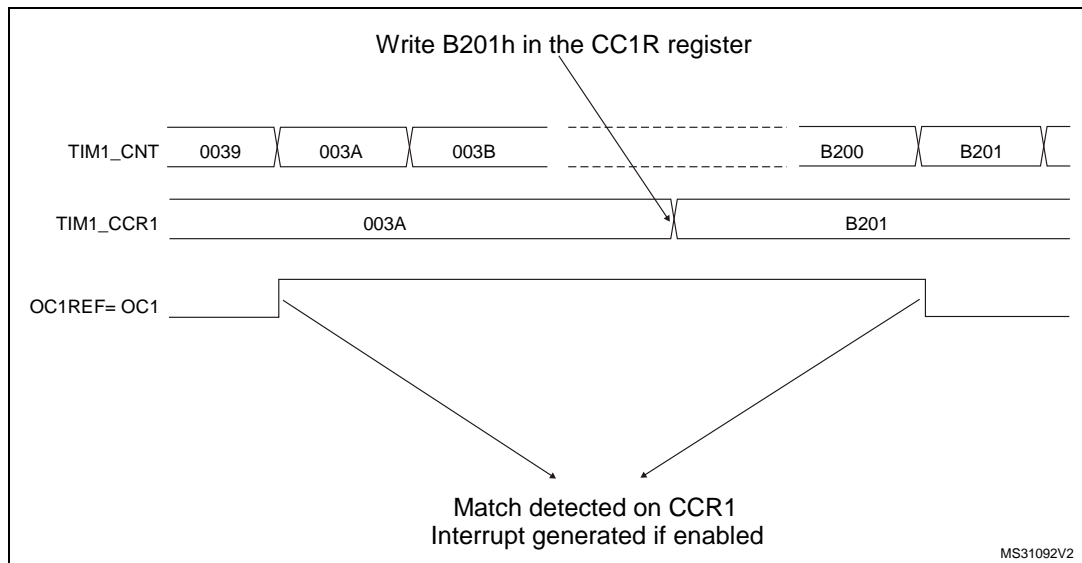 Write B201h in the CC1R register
TIM1_CNT 0039 003A 003B B200 B201
TIM1_CCR1 003A B201
OC1REF= OC1
Match detected on CCR1
Interrupt generated if enabled
MS31092V2